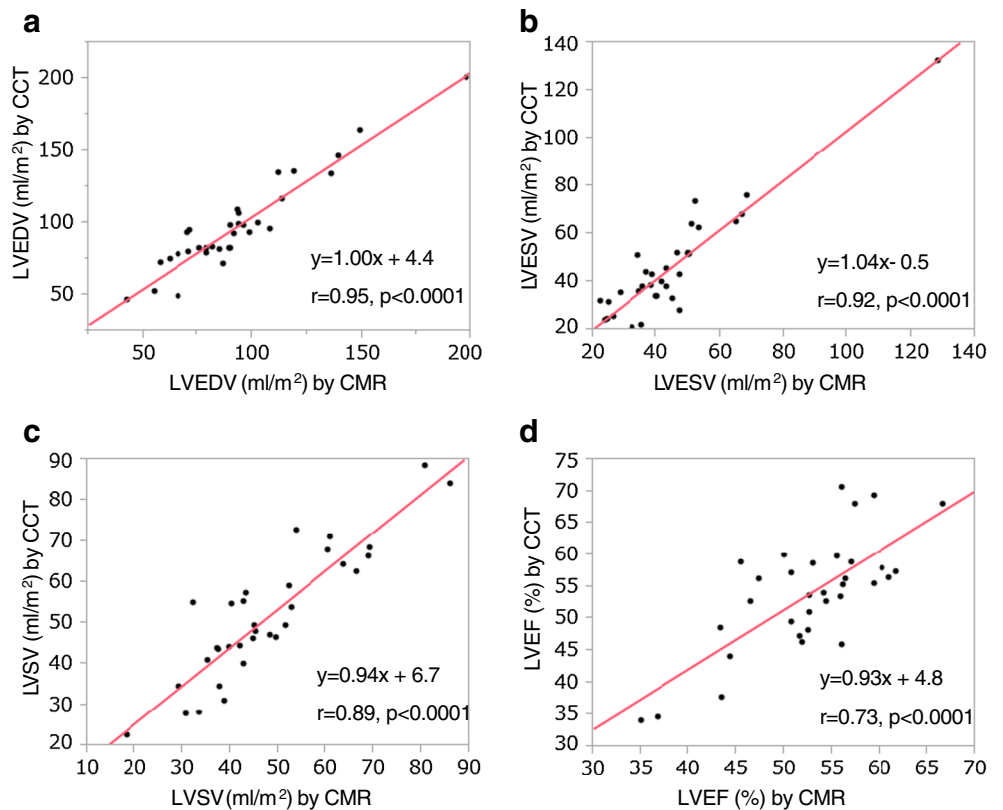 a
LVEDV (ml/m²) by CCT
200
150
100
50
y=1.00x + 4.4
r=0.95, p<0.0001
50 100 150 200
LVEDV (ml/m²) by CMR
b
LVESV (ml/m²) by CCT
140
120
100
80
60
40
20
y=1.04x- 0.5
r=0.92, p<0.0001
20 40 60 80 100 120 140
LVESV (ml/m²) by CMR
c
LVSV (ml/m²) by CCT
90
80
70
60
50
40
30
20
y=0.94x + 6.7
r=0.89, p<0.0001
10 20 30 40 50 60 70 80 90
LVSV (ml/m²) by CMR
d
LVEF (%) by CCT
75
70
65
60
55
50
45
40
35
30
y=0.93x + 4.8
r=0.73, p<0.0001
30 35 40 45 50 55 60 65 70
LVEF (%) by CMR